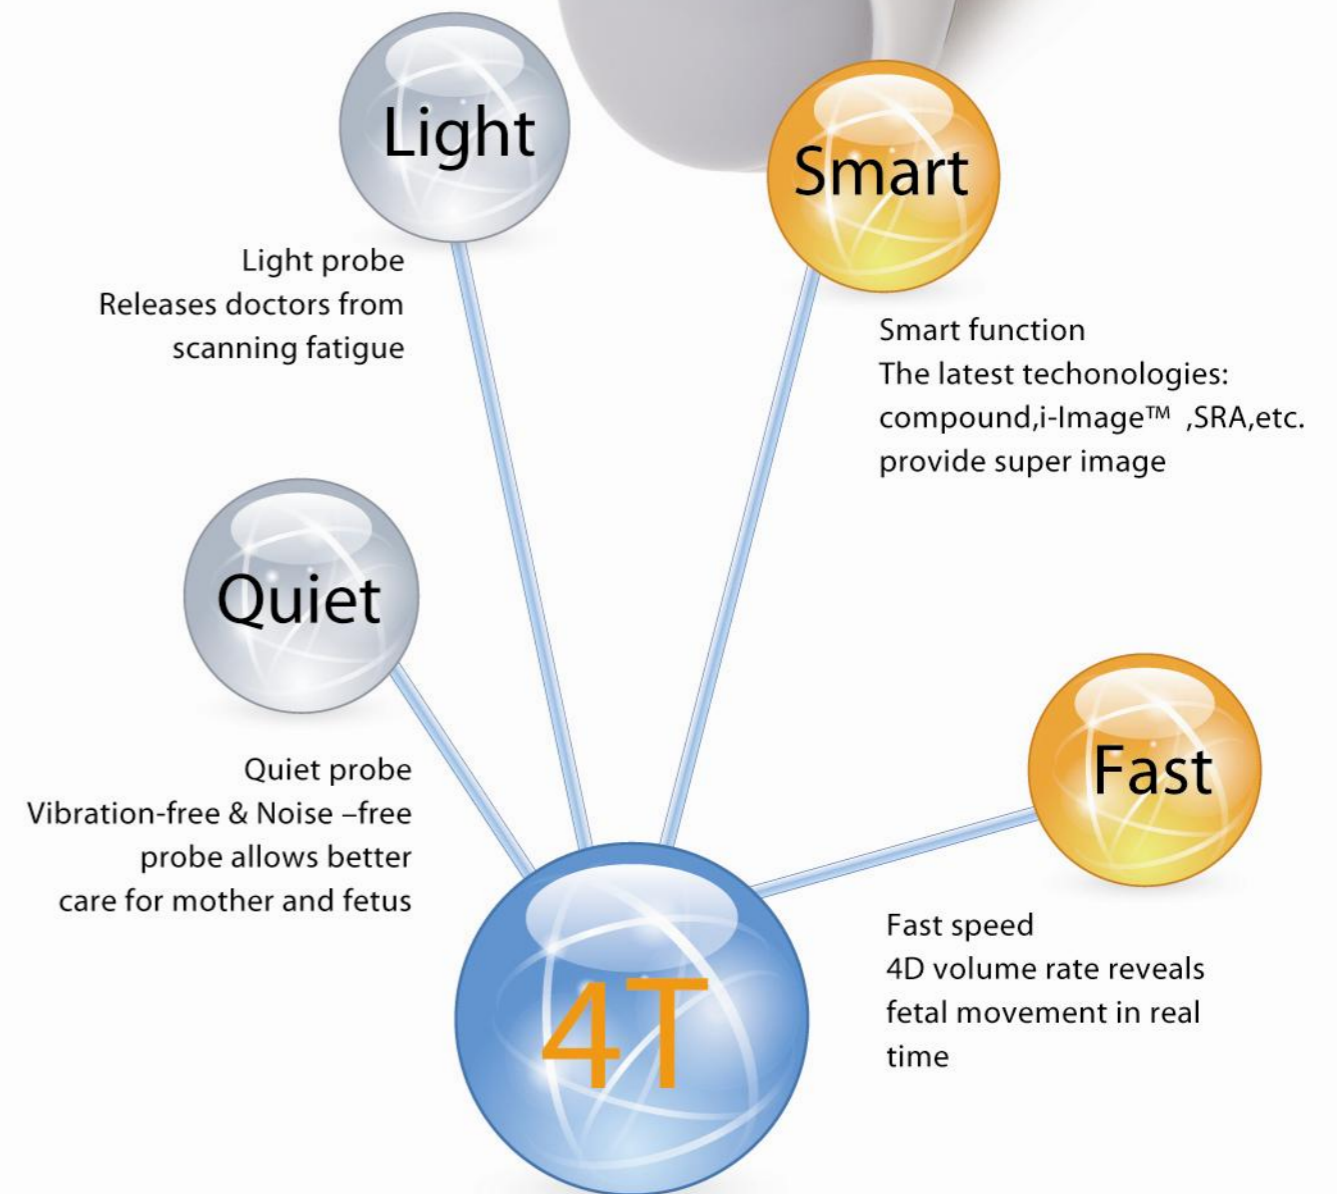 Light
Light probe
Releases doctors from
scanning fatigue
Smart
Smart function
The latest techonologies:
compound,i-Image™ ,SRA,etc.
provide super image
Quiet
Quiet probe
Vibration-free & Noise –free
probe allows better
care for mother and fetus
Fast
Fast speed
4D volume rate reveals
fetal movement in real
time
4T